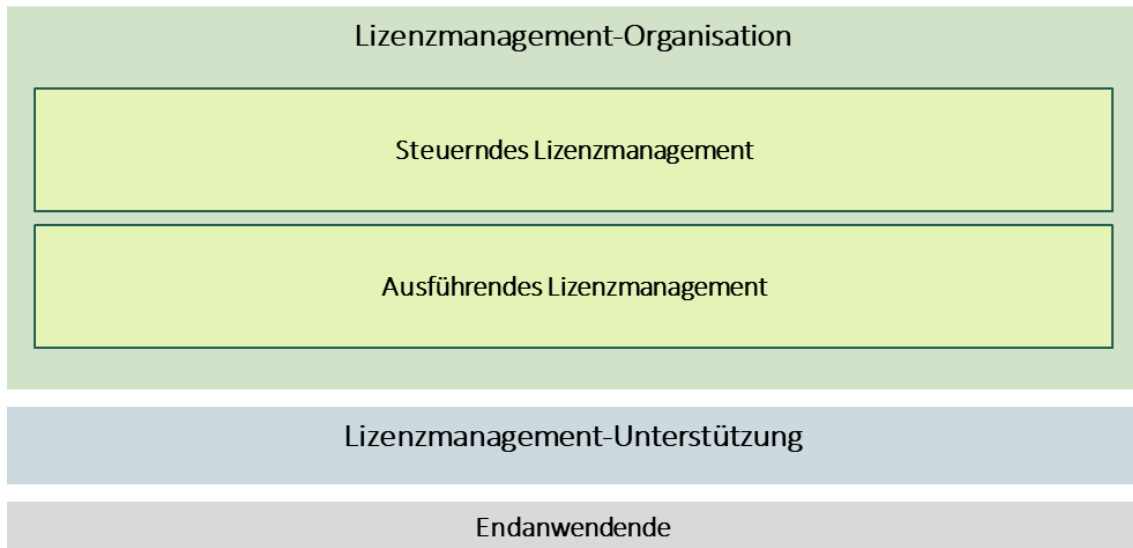 Lizenzmanagement-Organisation
Steuerndes Lizenzmanagement
Ausführendes Lizenzmanagement
Lizenzmanagement-Unterstützung
Endanwendende